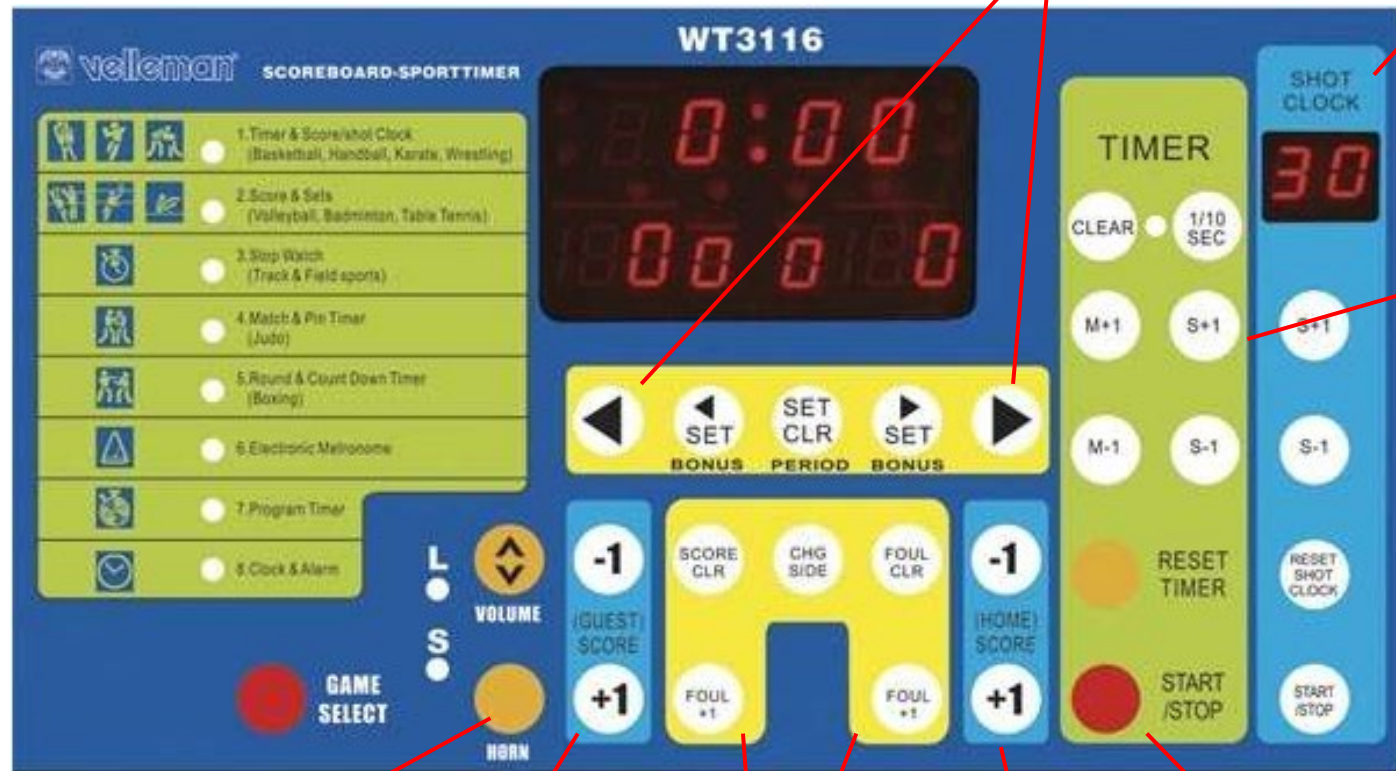 WT3116
velleman® SCOREBOARD-SPORTTIMER
1.Timer & Score/shot Clock
(Basketball, Handball, Karate, Wrestling)
2.Score & Sets
(Volleyball, Badminton, Table Tennis)
3.Stop Watch
(Track & Field sports)
4.Match & Pin Timer
(Judo)
5.Round & Count Down Timer
(Boxing)
6.Electronic Metronome
7.Program Timer
8.Clock & Alarm
L
S
VOLUME
GAME
SELECT
HORN
0:00
0 0 0 0
SET
BONUS
SET
CLR
PERIOD
SET
BONUS
-1
(GUEST)
SCORE
+1
SCORE
CLR
CHG
SIDE
FOUL
CLR
FOUL
+1
FOUL
+1
-1
(HOME)
SCORE
+1
TIMER
CLEAR
1/10
SEC
M+1
S+1
M-1
S-1
RESET
TIMER
START
/STOP
SHOT
CLOCK
30
S+1
S-1
RESET
SHOT
CLOCK
START
/STOP